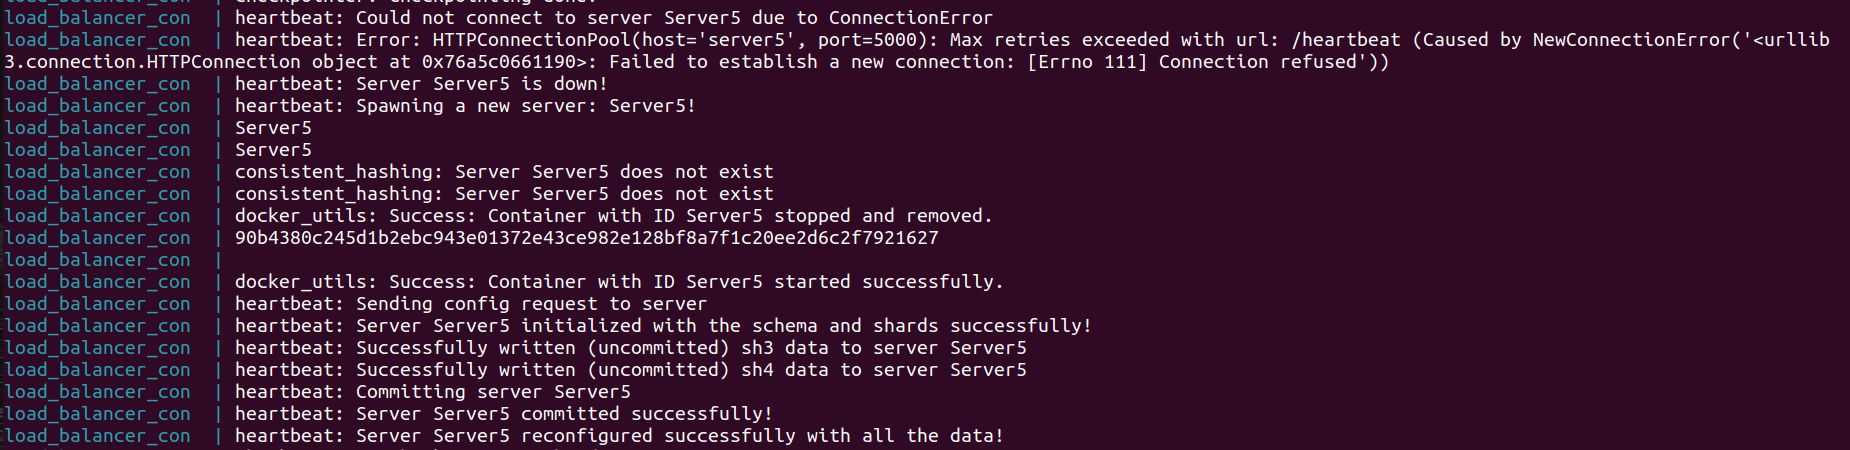 load_balancer_con  | checkpointer: Checkpointing done.
load_balancer_con  | heartbeat: Could not connect to server Server5 due to ConnectionError
load_balancer_con  | heartbeat: Error: HTTPConnectionPool(host='server5', port=5000): Max retries exceeded with url: /heartbeat (Caused by NewConnectionError('<urllib
3.connection.HTTPConnection object at 0x76a5c0661190>: Failed to establish a new connection: [Errno 111] Connection refused'))
load_balancer_con  | heartbeat: Server Server5 is down!
load_balancer_con  | heartbeat: Spawning a new server: Server5!
load_balancer_con  | Server5
load_balancer_con  | Server5
load_balancer_con  | consistent_hashing: Server Server5 does not exist
load_balancer_con  | consistent_hashing: Server Server5 does not exist
load_balancer_con  | docker_utils: Success: Container with ID Server5 stopped and removed.
load_balancer_con  | 90b4380c245d1b2ebc943e01372e43ce982e128bf8a7f1c20ee2d6c2f7921627
load_balancer_con  |
load_balancer_con  | docker_utils: Success: Container with ID Server5 started successfully.
load_balancer_con  | heartbeat: Sending config request to server
load_balancer_con  | heartbeat: Server Server5 initialized with the schema and shards successfully!
load_balancer_con  | heartbeat: Successfully written (uncommitted) sh3 data to server Server5
load_balancer_con  | heartbeat: Successfully written (uncommitted) sh4 data to server Server5
load_balancer_con  | heartbeat: Committing server Server5
load_balancer_con  | heartbeat: Server Server5 committed successfully!
load_balancer_con  | heartbeat: Server Server5 reconfigured successfully with all the data!